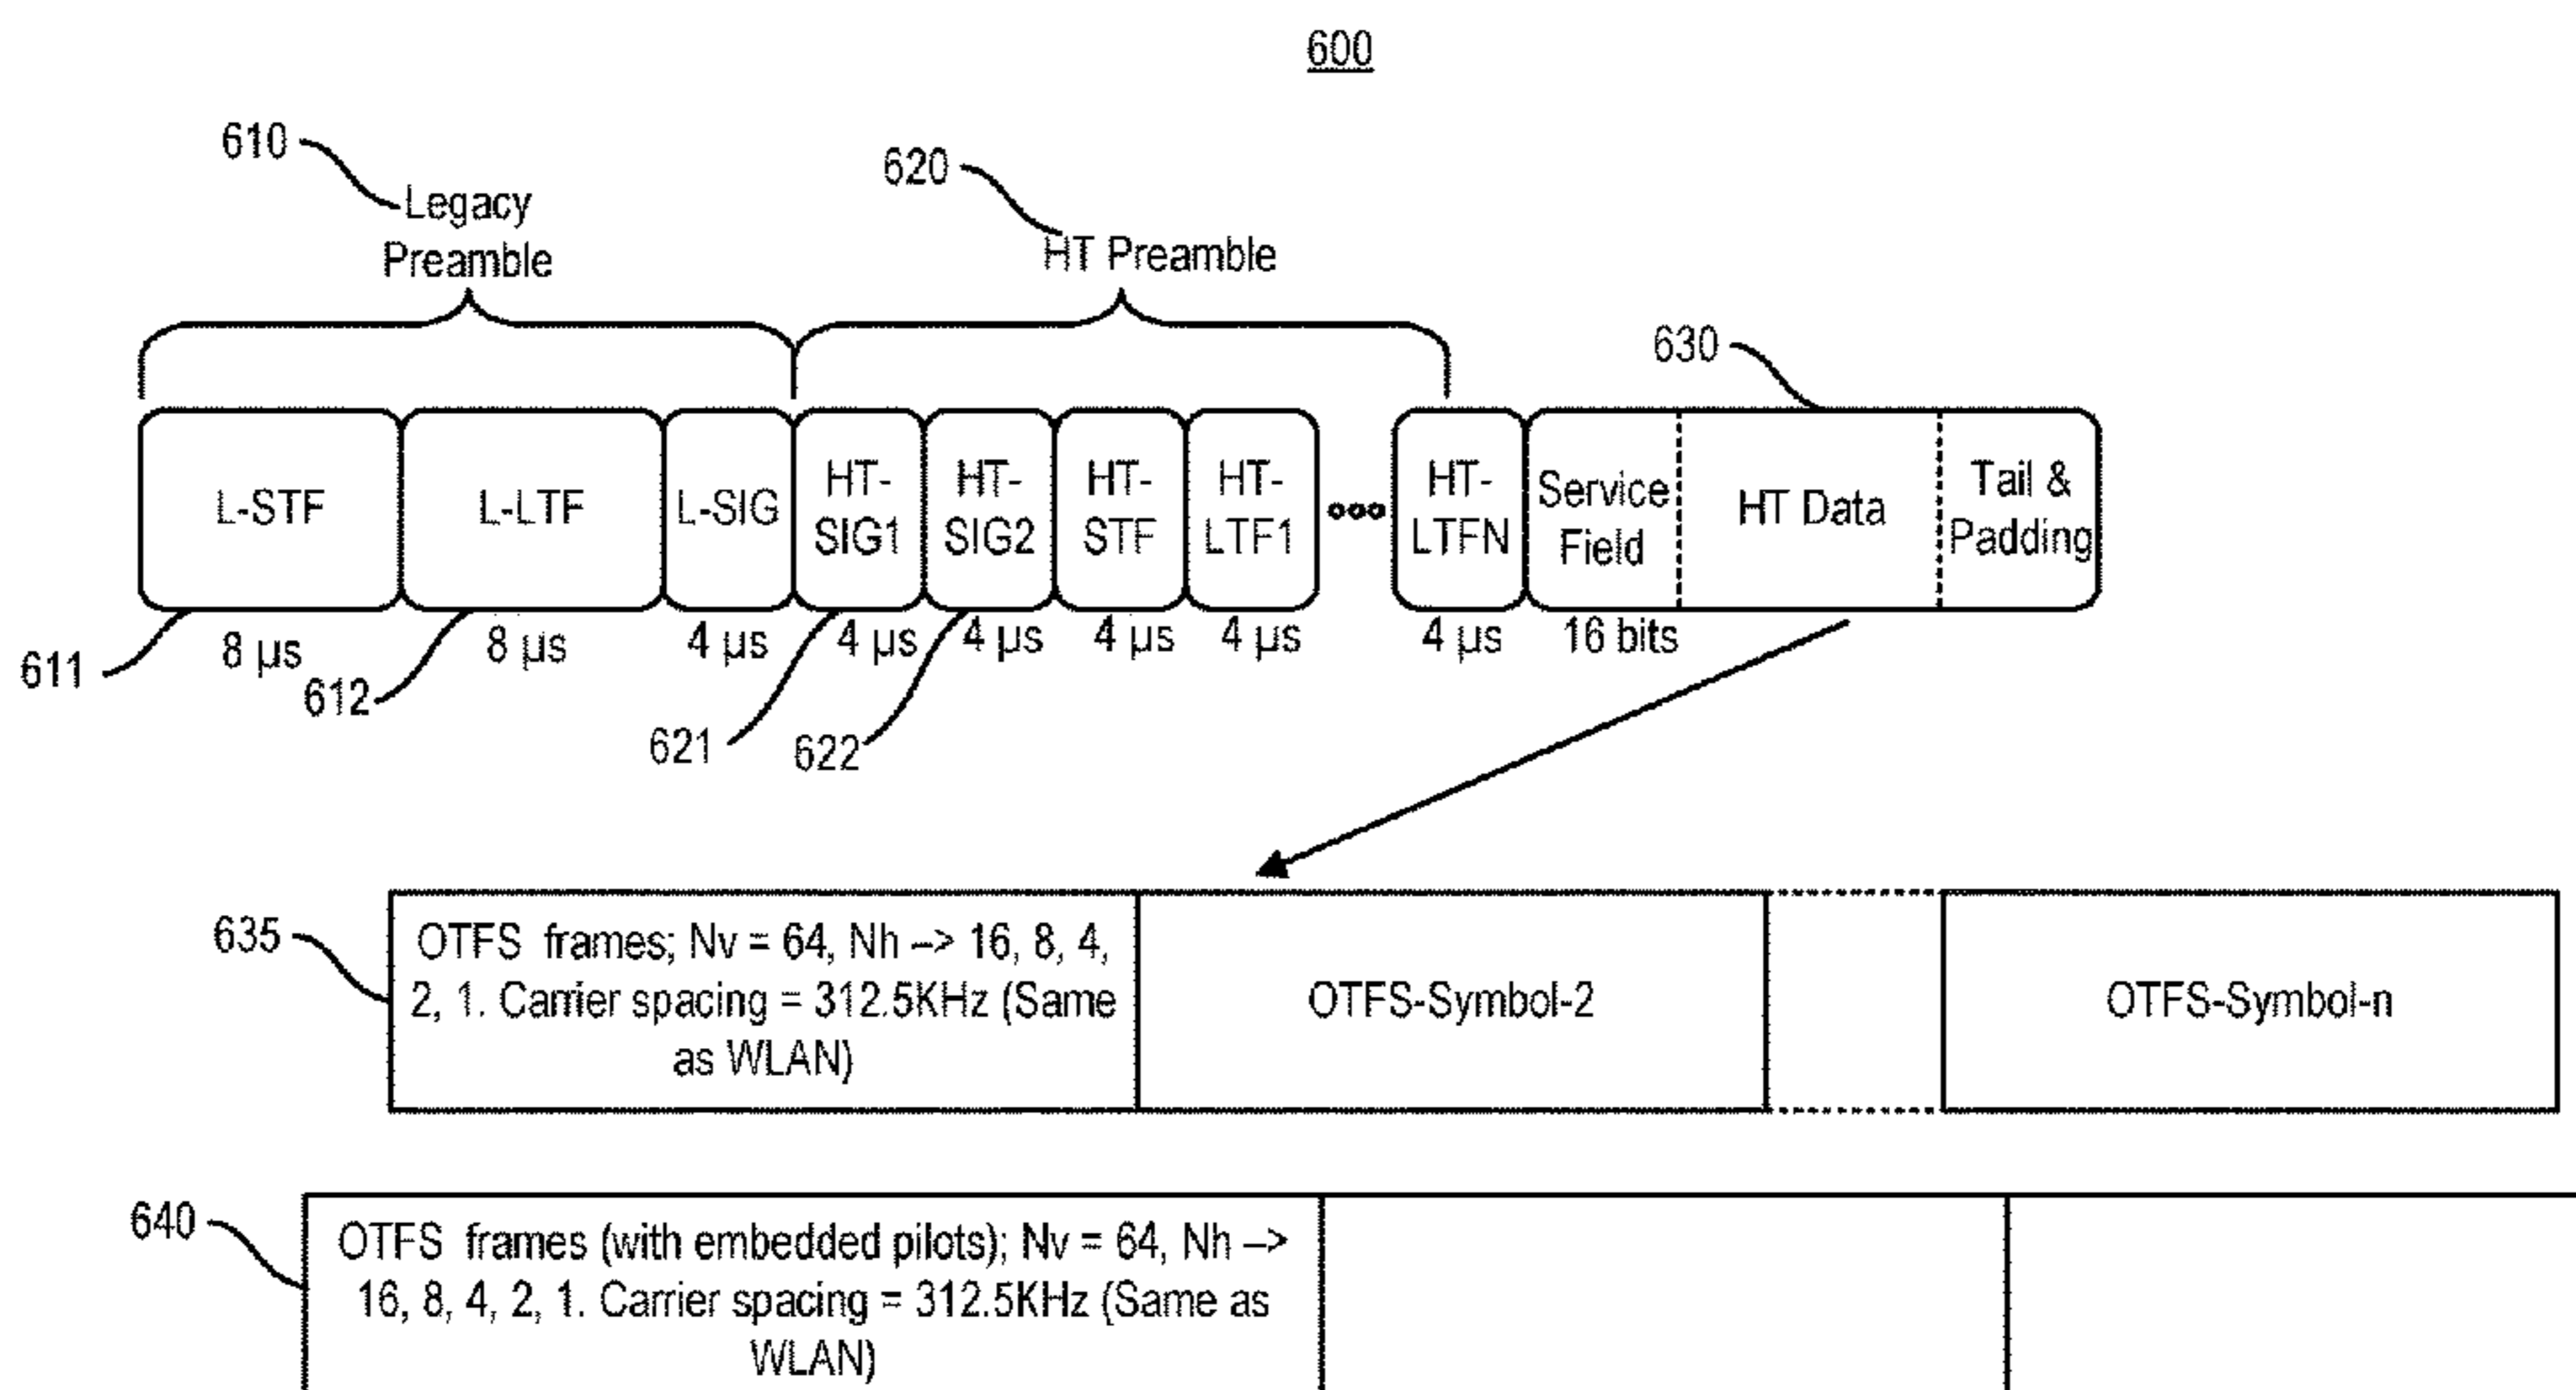 600
610
Legacy
Preamble
620
HT Preamble
630
L-STF
L-LTF
L-SIG
HT-
SIG1
HT-
SIG2
HT-
STF
HT-
LTF1
HT-
LTFN
Service
Field
HT Data
Tail &
Padding
8 µs
8 µs
4 µs
4 µs
4 µs
4 µs
4 µs
4 µs
16 bits
611
612
621
622
635
OTFS frames; Nv = 64, Nh –> 16, 8, 4,
2, 1. Carrier spacing = 312.5KHz (Same
as WLAN)
OTFS-Symbol-2
OTFS-Symbol-n
640
OTFS frames (with embedded pilots); Nv = 64, Nh –>
16, 8, 4, 2, 1. Carrier spacing = 312.5KHz (Same as
WLAN)